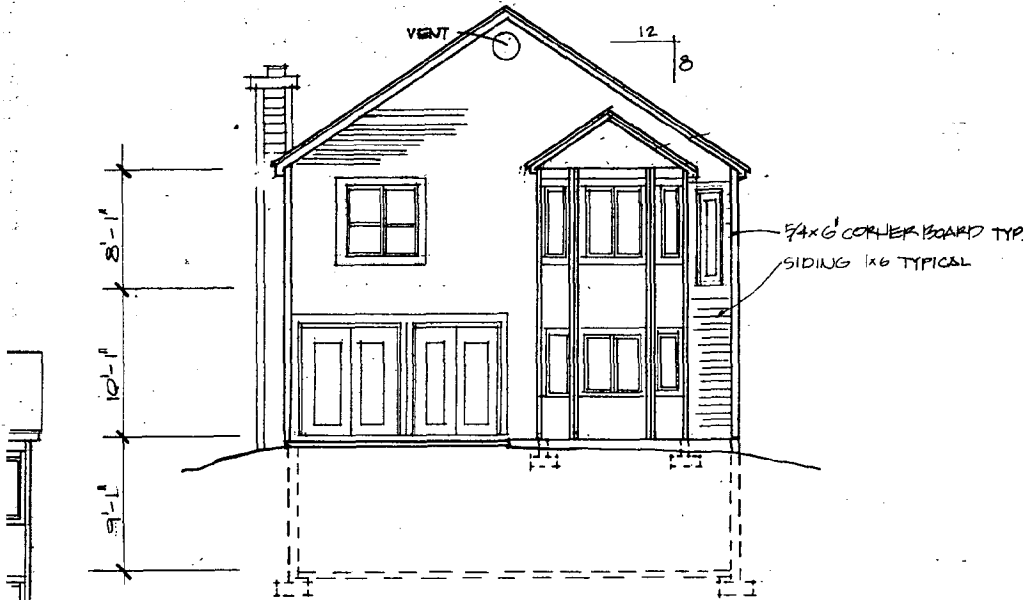 VENT
12
8
8'-1"
5/4x6" CORNER BOARD TYP.
SIDING 1x6 TYPICAL
10'-1"
9'-1"